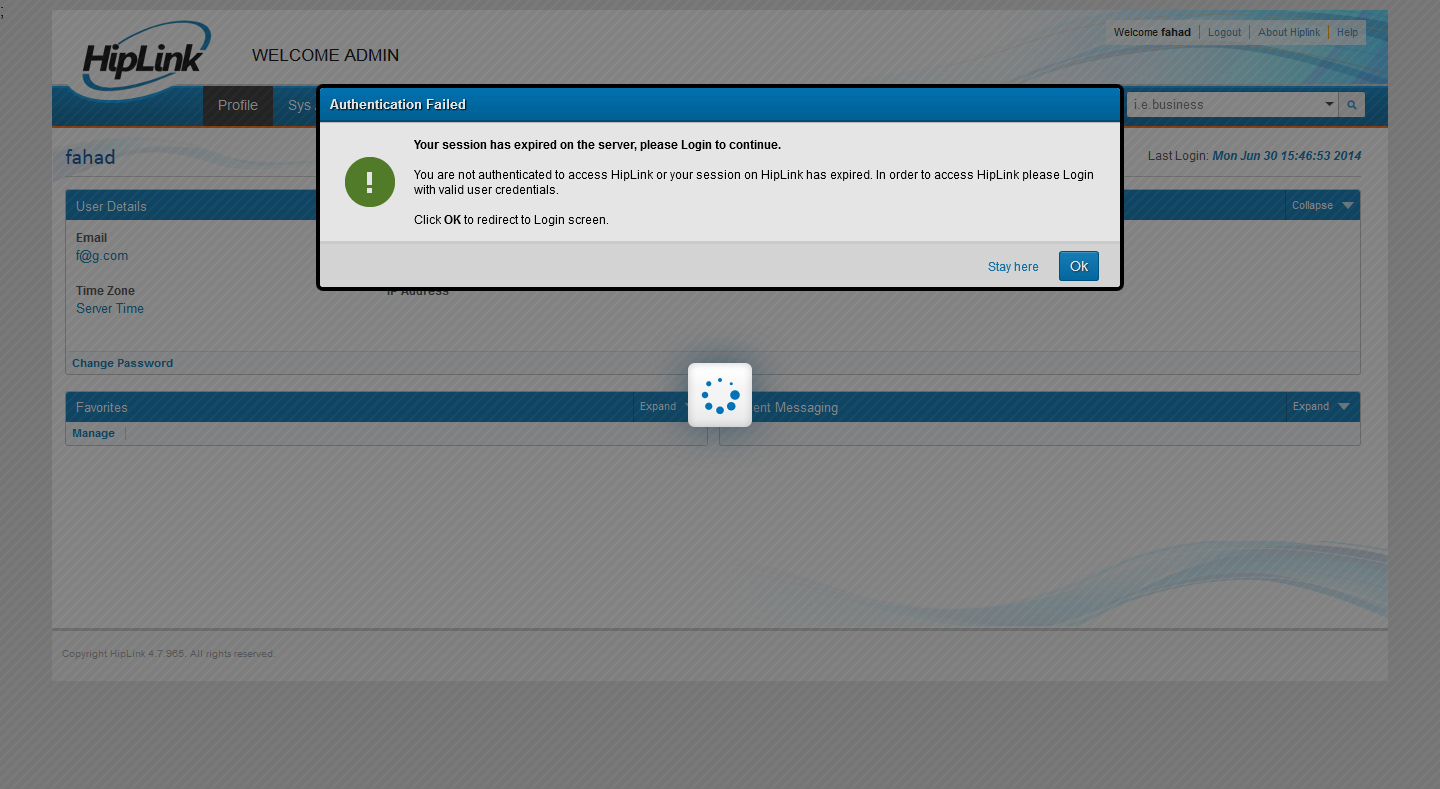 ;
HipLink
WELCOME ADMIN
Welcome fahad
Logout
About Hiplink
Help
Profile
Sys
i.e.business
Authentication Failed
Your session has expired on the server, please Login to continue.
You are not authenticated to access HipLink or your session on HipLink has expired. In order to access HipLink please Login
with valid user credentials.
Click OK to redirect to Login screen.
Stay here
Ok
fahad
Last Login: Mon Jun 30 15:46:53 2014
User Details
Collapse
Email
f@g.com
Time Zone
IP Address
Server Time
Change Password
Favorites
Expand
ent Messaging
Expand
Manage
Copyright HipLink 4.7.965. All rights reserved.